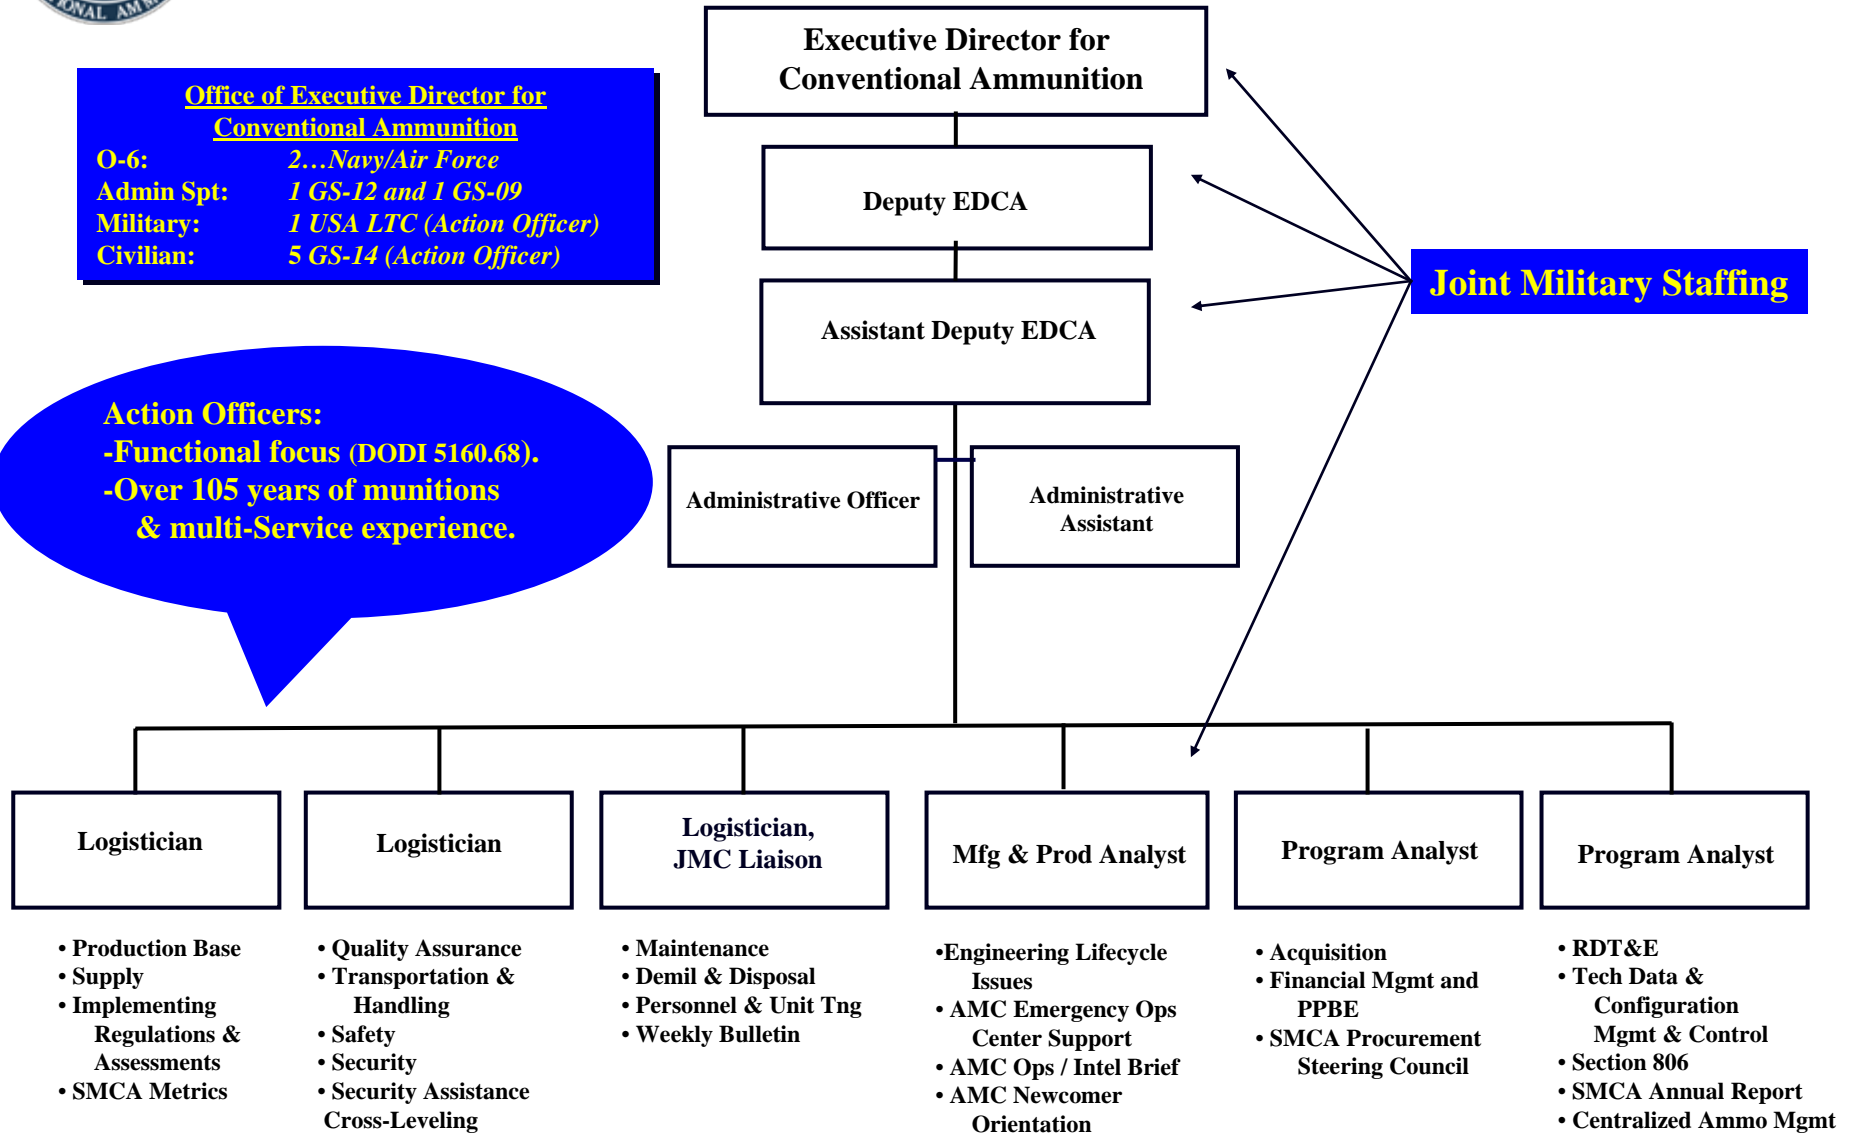 ONAL AMM
Executive Director for
Conventional Ammunition
Office of Executive Director for
Conventional Ammunition
O-6: 2…Navy/Air Force
Admin Spt: 1 GS-12 and 1 GS-09
Military: 1 USA LTC (Action Officer)
Civilian: 5 GS-14 (Action Officer)
Deputy EDCA
Joint Military Staffing
Assistant Deputy EDCA
Action Officers:
-Functional focus (DODI 5160.68).
-Over 105 years of munitions
& multi-Service experience.
Administrative Officer
Administrative
Assistant
Logistician
• Production Base
• Supply
• Implementing
Regulations &
Assessments
• SMCA Metrics
Logistician
• Quality Assurance
• Transportation &
Handling
• Safety
• Security
• Security Assistance
Cross-Leveling
Logistician,
JMC Liaison
• Maintenance
• Demil & Disposal
• Personnel & Unit Tng
• Weekly Bulletin
Mfg & Prod Analyst
•Engineering Lifecycle
Issues
• AMC Emergency Ops
Center Support
• AMC Ops / Intel Brief
• AMC Newcomer
Orientation
Program Analyst
• Acquisition
• Financial Mgmt and
PPBE
• SMCA Procurement
Steering Council
Program Analyst
• RDT&E
• Tech Data &
Configuration
Mgmt & Control
• Section 806
• SMCA Annual Report
• Centralized Ammo Mgmt